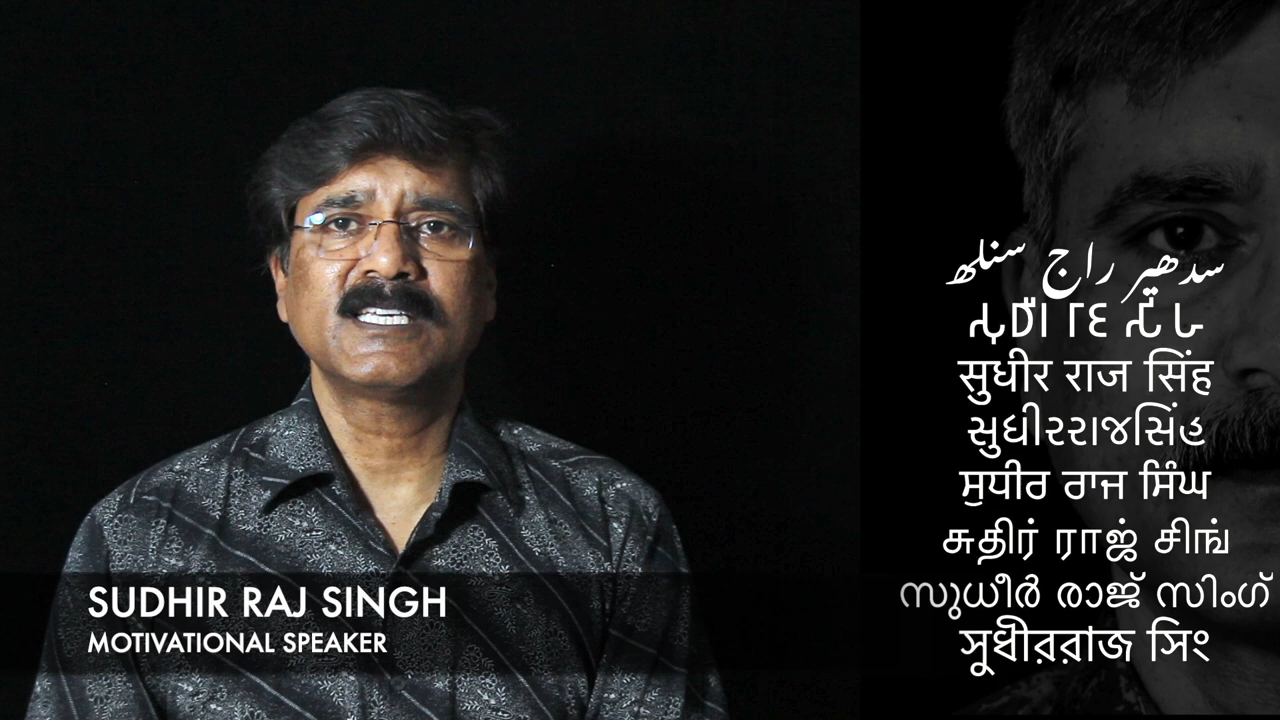 SUDHIR RAJ SINGH
MOTIVATIONAL SPEAKER
سدھیر راج سنلھ
सुधीर राज सिंह
સુધીરરાજસિંહ
ਸੁਧੀਰ ਰਾਜ ਸਿੰਘ
சுதிர் ராஜ் சிங்
സുധീർ രാജ് സിംഗ്
সুধীররাজ সিং